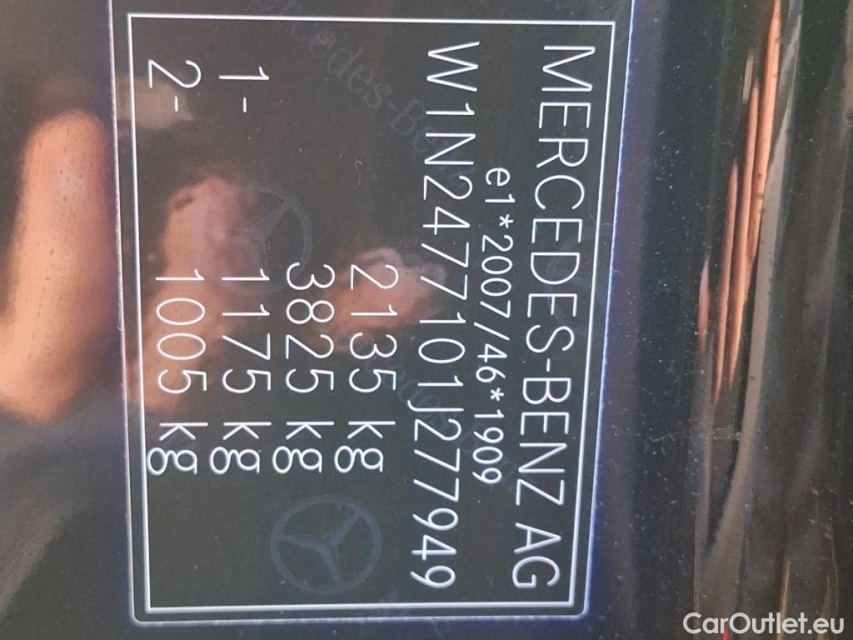 MERCEDES-BENZ AG
e1*2007/46*1909
W1N2477101J277949
2135 kg
3825 kg
1- 1175 kg
2- 1005 kg
CarOutlet.eu